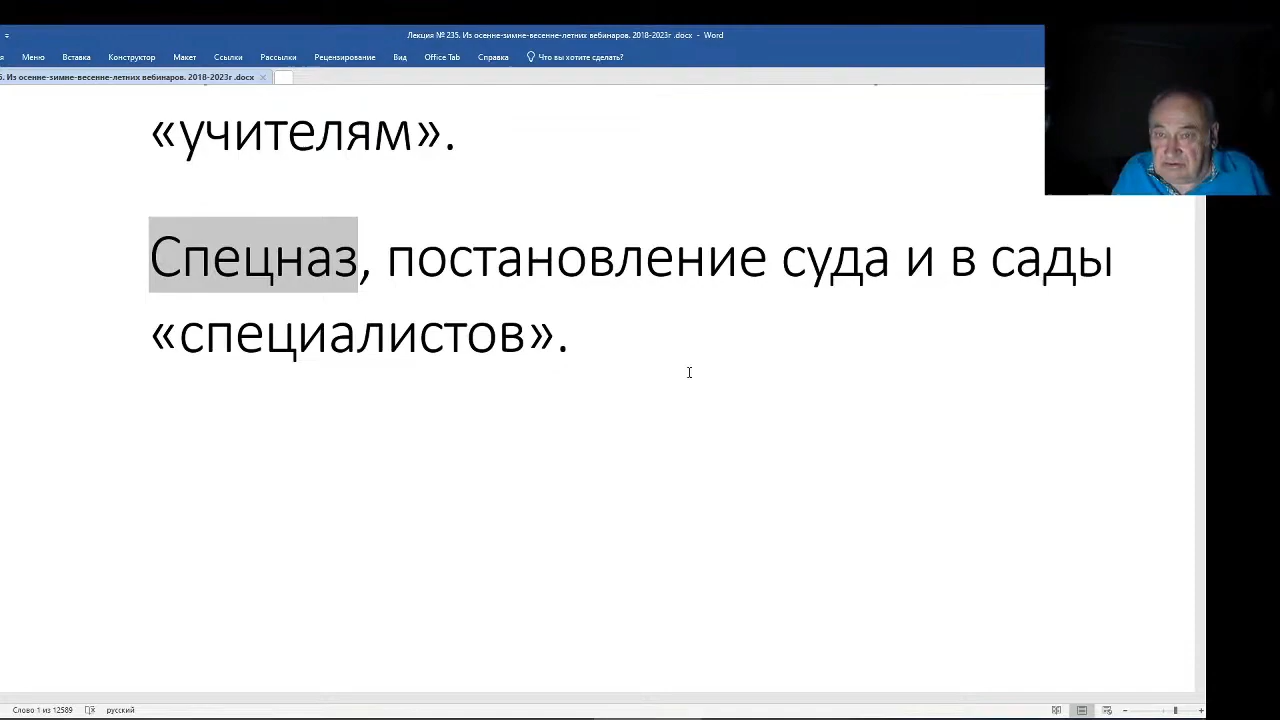 Лекция № 235. Из осенне-зимне-весенне-летних вебинаров. 2018-2023г .docx - Word
Меню Вставка Конструктор Макет Ссылки Рассылки Рецензирование Вид Office Tab Справка Что вы хотите сделать?
5. Из осенне-зимне-весенне-летних вебинаров. 2018-2023г .docx
«учителям».
Спецназ, постановление суда и в сады
«специалистов».
Слово 1 из 12589 русский